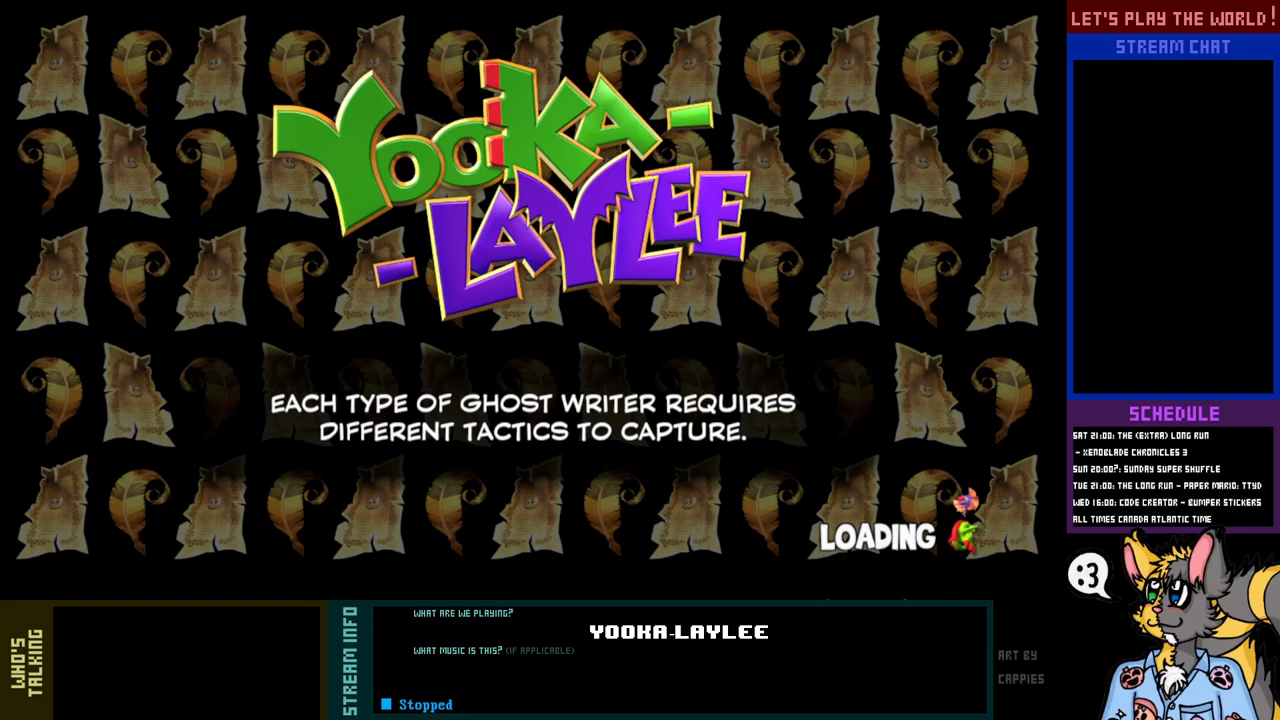 LET'S PLAY THE WORLD!
STREAM CHAT
YOOKA-
-LAYLEE
EACH TYPE OF GHOST WRITER REQUIRES
DIFFERENT TACTICS TO CAPTURE.
LOADING
SCHEDULE
SAT 21:00: THE (EXTRA) LONG RUN
- XENOBLADE CHRONICLES 3
SUN 20:00?: SUNDAY SUPER SHUFFLE
TUE 21:00: THE LONG RUN - PAPER MARIO: TTYD
WED 16:00: CODE CREATOR - BUMPER STICKERS
ALL TIMES CANADA ATLANTIC TIME
:3
WHO'S
TALKING
STREAM INFO
WHAT ARE WE PLAYING?
YOOKA-LAYLEE
WHAT MUSIC IS THIS? (IF APPLICABLE)
Stopped
ART BY
CAPPIES